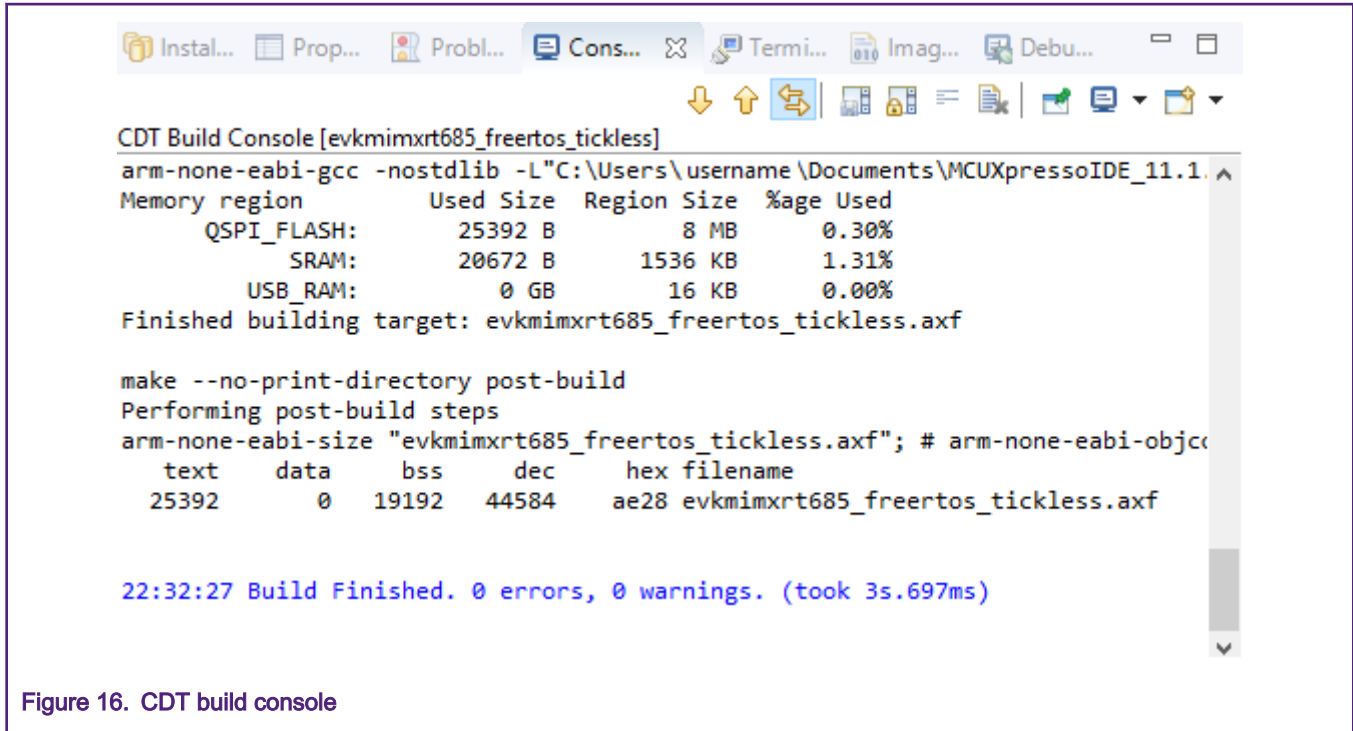 Instal... Prop... Probl... Cons... Termi... Imag... Debu...
CDT Build Console [evkmimxrt685_freertos_tickless]
arm-none-eabi-gcc -nostdlib -L"C:\Users\username\Documents\MCUXpressoIDE_11.1.
Memory region Used Size Region Size %age Used
QSPI_FLASH: 25392 B 8 MB 0.30%
SRAM: 20672 B 1536 KB 1.31%
USB_RAM: 0 GB 16 KB 0.00%
Finished building target: evkmimxrt685_freertos_tickless.axf
make --no-print-directory post-build
Performing post-build steps
arm-none-eabi-size "evkmimxrt685_freertos_tickless.axf"; # arm-none-eabi-objco
text data bss dec hex filename
25392 0 19192 44584 ae28 evkmimxrt685_freertos_tickless.axf
22:32:27 Build Finished. 0 errors, 0 warnings. (took 3s.697ms)
Figure 16. CDT build console